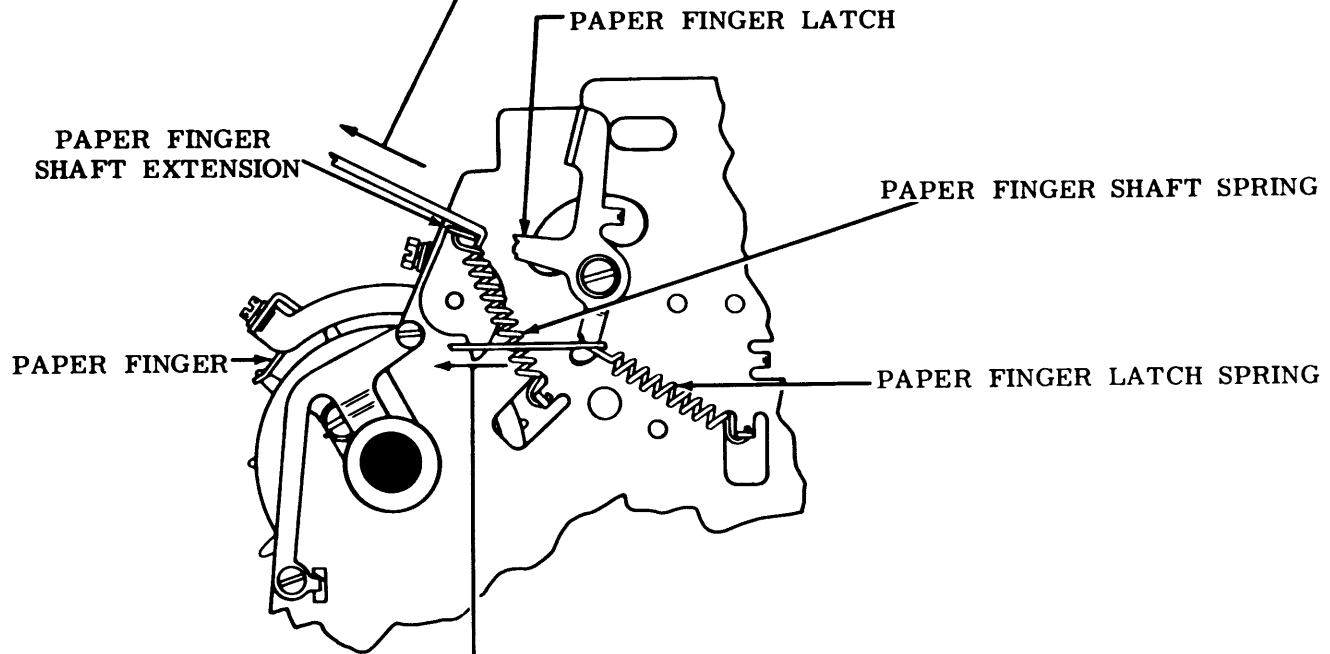 PAPER FINGER LATCH
PAPER FINGER
SHAFT EXTENSION
PAPER FINGER SHAFT SPRING
PAPER FINGER
PAPER FINGER LATCH SPRING